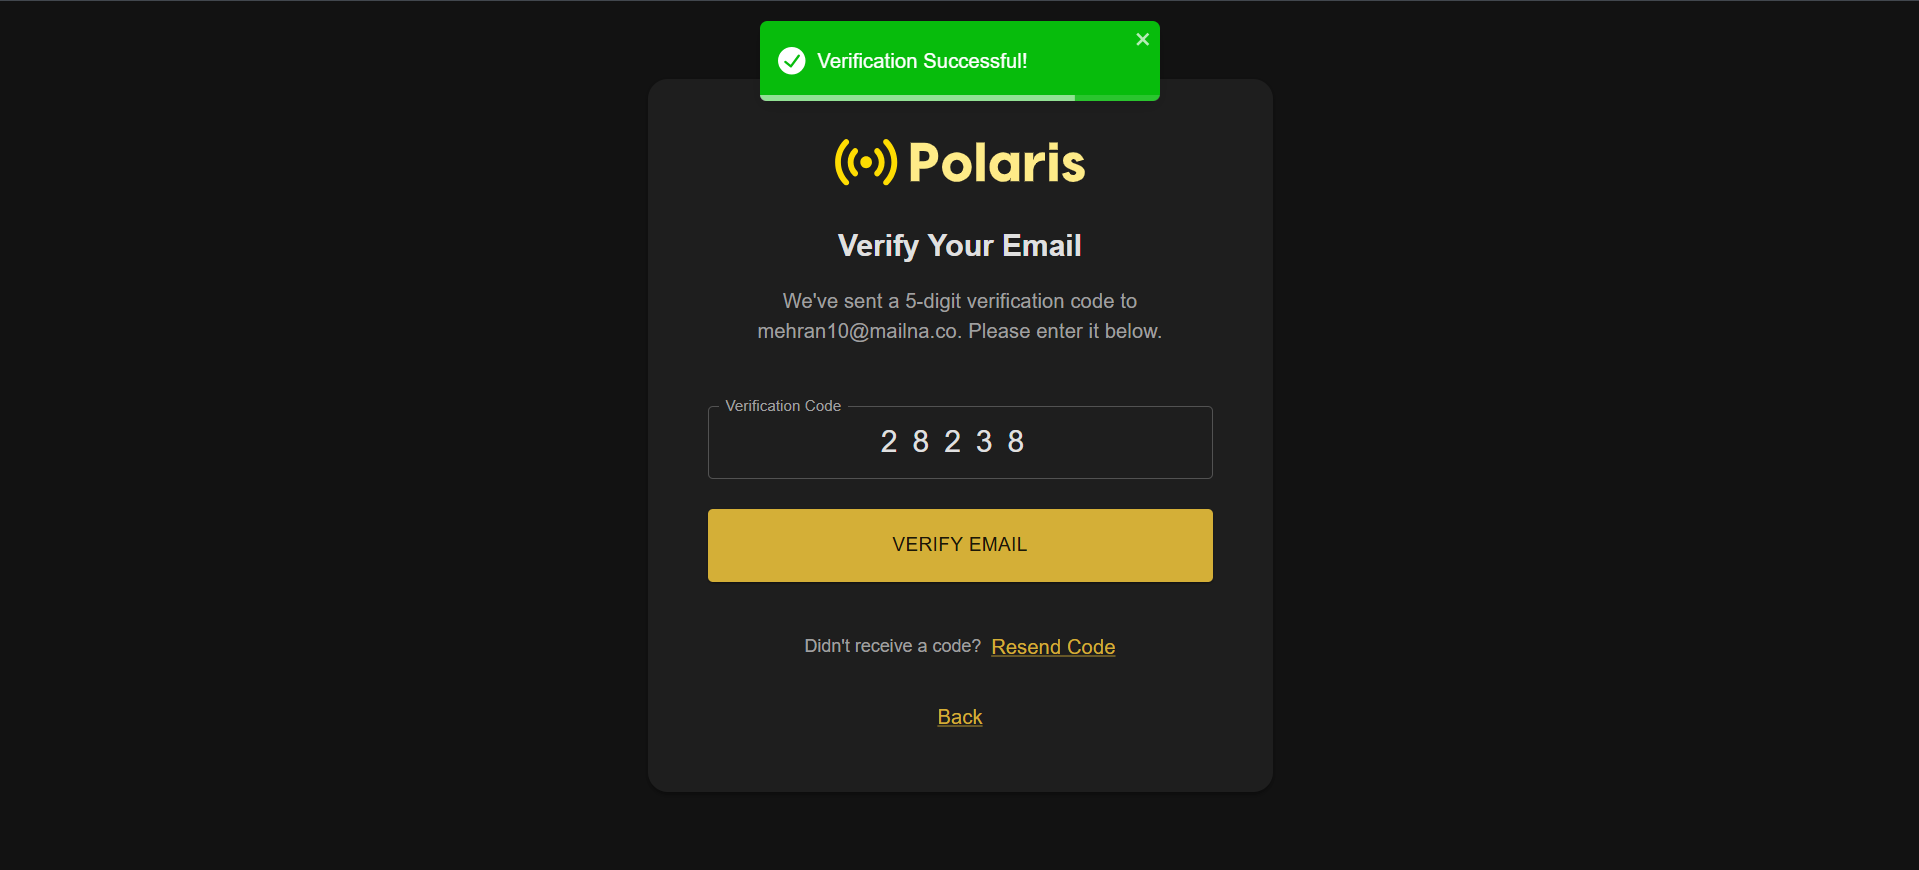 Verification Successful!
Polaris
Verify Your Email
We've sent a 5-digit verification code to
mehran10@mailna.co. Please enter it below.
Verification Code
2 8 2 3 8
VERIFY EMAIL
Didn't receive a code? Resend Code
Back